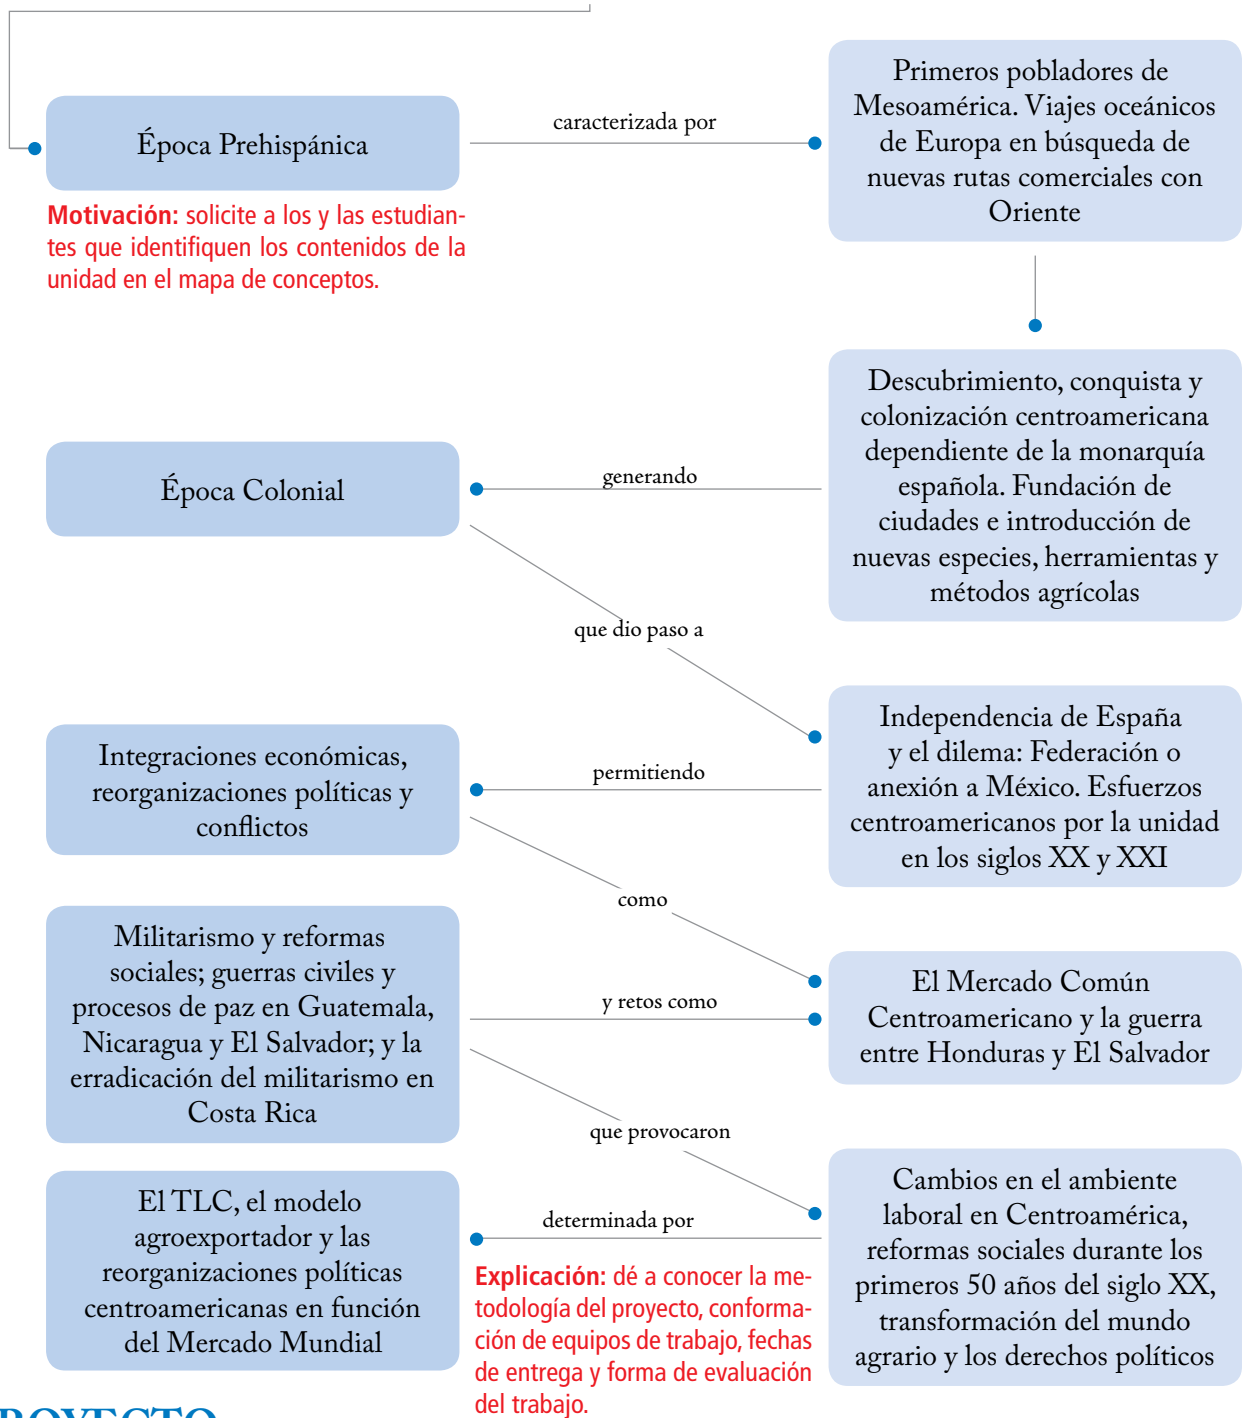 Época Prehispánica
caracterizada por
Primeros pobladores de
Mesoamérica. Viajes oceánicos
de Europa en búsqueda de
nuevas rutas comerciales con
Oriente
Motivación: solicite a los y las estudian-
tes que identifiquen los contenidos de la
unidad en el mapa de conceptos.
Descubrimiento, conquista y
colonización centroamericana
dependiente de la monarquía
española. Fundación de
ciudades e introducción de
nuevas especies, herramientas y
métodos agrícolas
generando
Época Colonial
que dio paso a
Independencia de España
y el dilema: Federación o
anexión a México. Esfuerzos
centroamericanos por la unidad
en los siglos XX y XXI
permitiendo
Integraciones económicas,
reorganizaciones políticas y
conflictos
como
Militarismo y reformas
sociales; guerras civiles y
procesos de paz en Guatemala,
Nicaragua y El Salvador; y la
erradicación del militarismo en
Costa Rica
y retos como
El Mercado Común
Centroamericano y la guerra
entre Honduras y El Salvador
que provocaron
Cambios en el ambiente
laboral en Centroamérica,
reformas sociales durante los
primeros 50 años del siglo XX,
transformación del mundo
agrario y los derechos políticos
determinada por
El TLC, el modelo
agroexportador y las
reorganizaciones políticas
centroamericanas en función
del Mercado Mundial
Explicación: dé a conocer la me-
todología del proyecto, conforma-
ción de equipos de trabajo, fechas
de entrega y forma de evaluación
del trabajo.